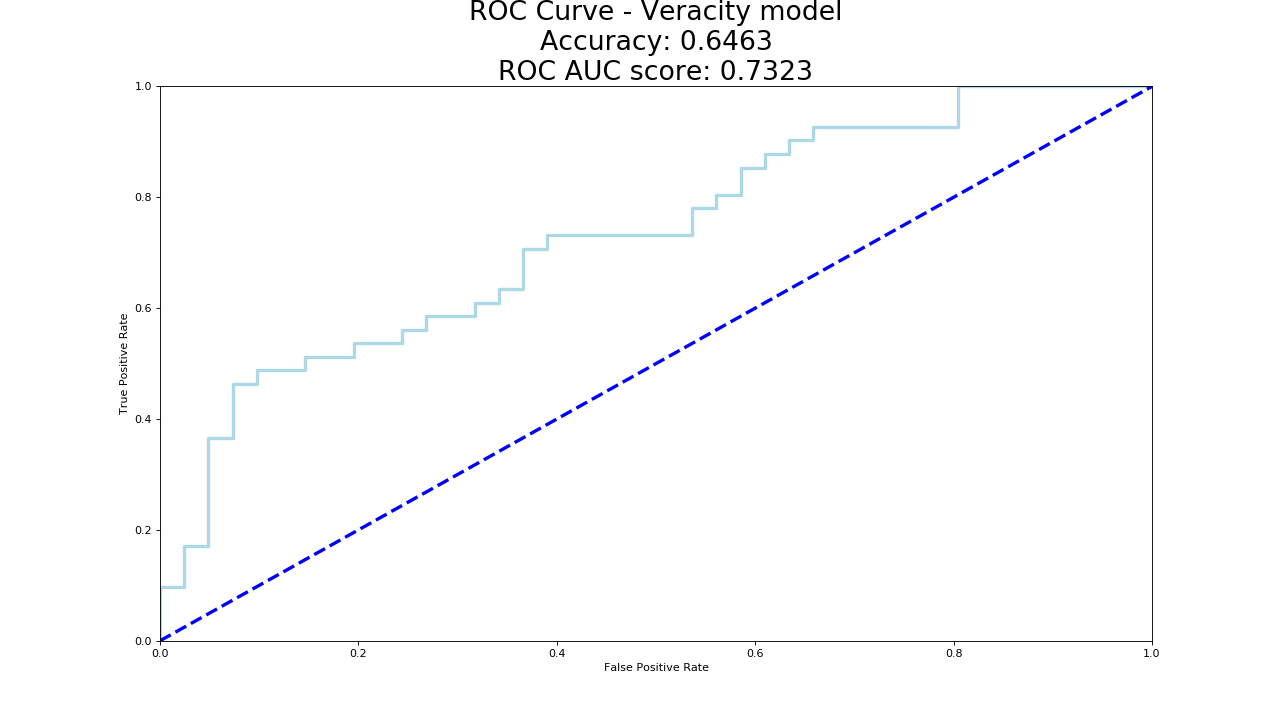 ROC Curve - Veracity model
Accuracy: 0.6463
ROC AUC score: 0.7323
1.0
0.8
0.6
0.4
0.2
0.0
True Positive Rate
0.0 0.2 0.4 0.6 0.8 1.0
False Positive Rate